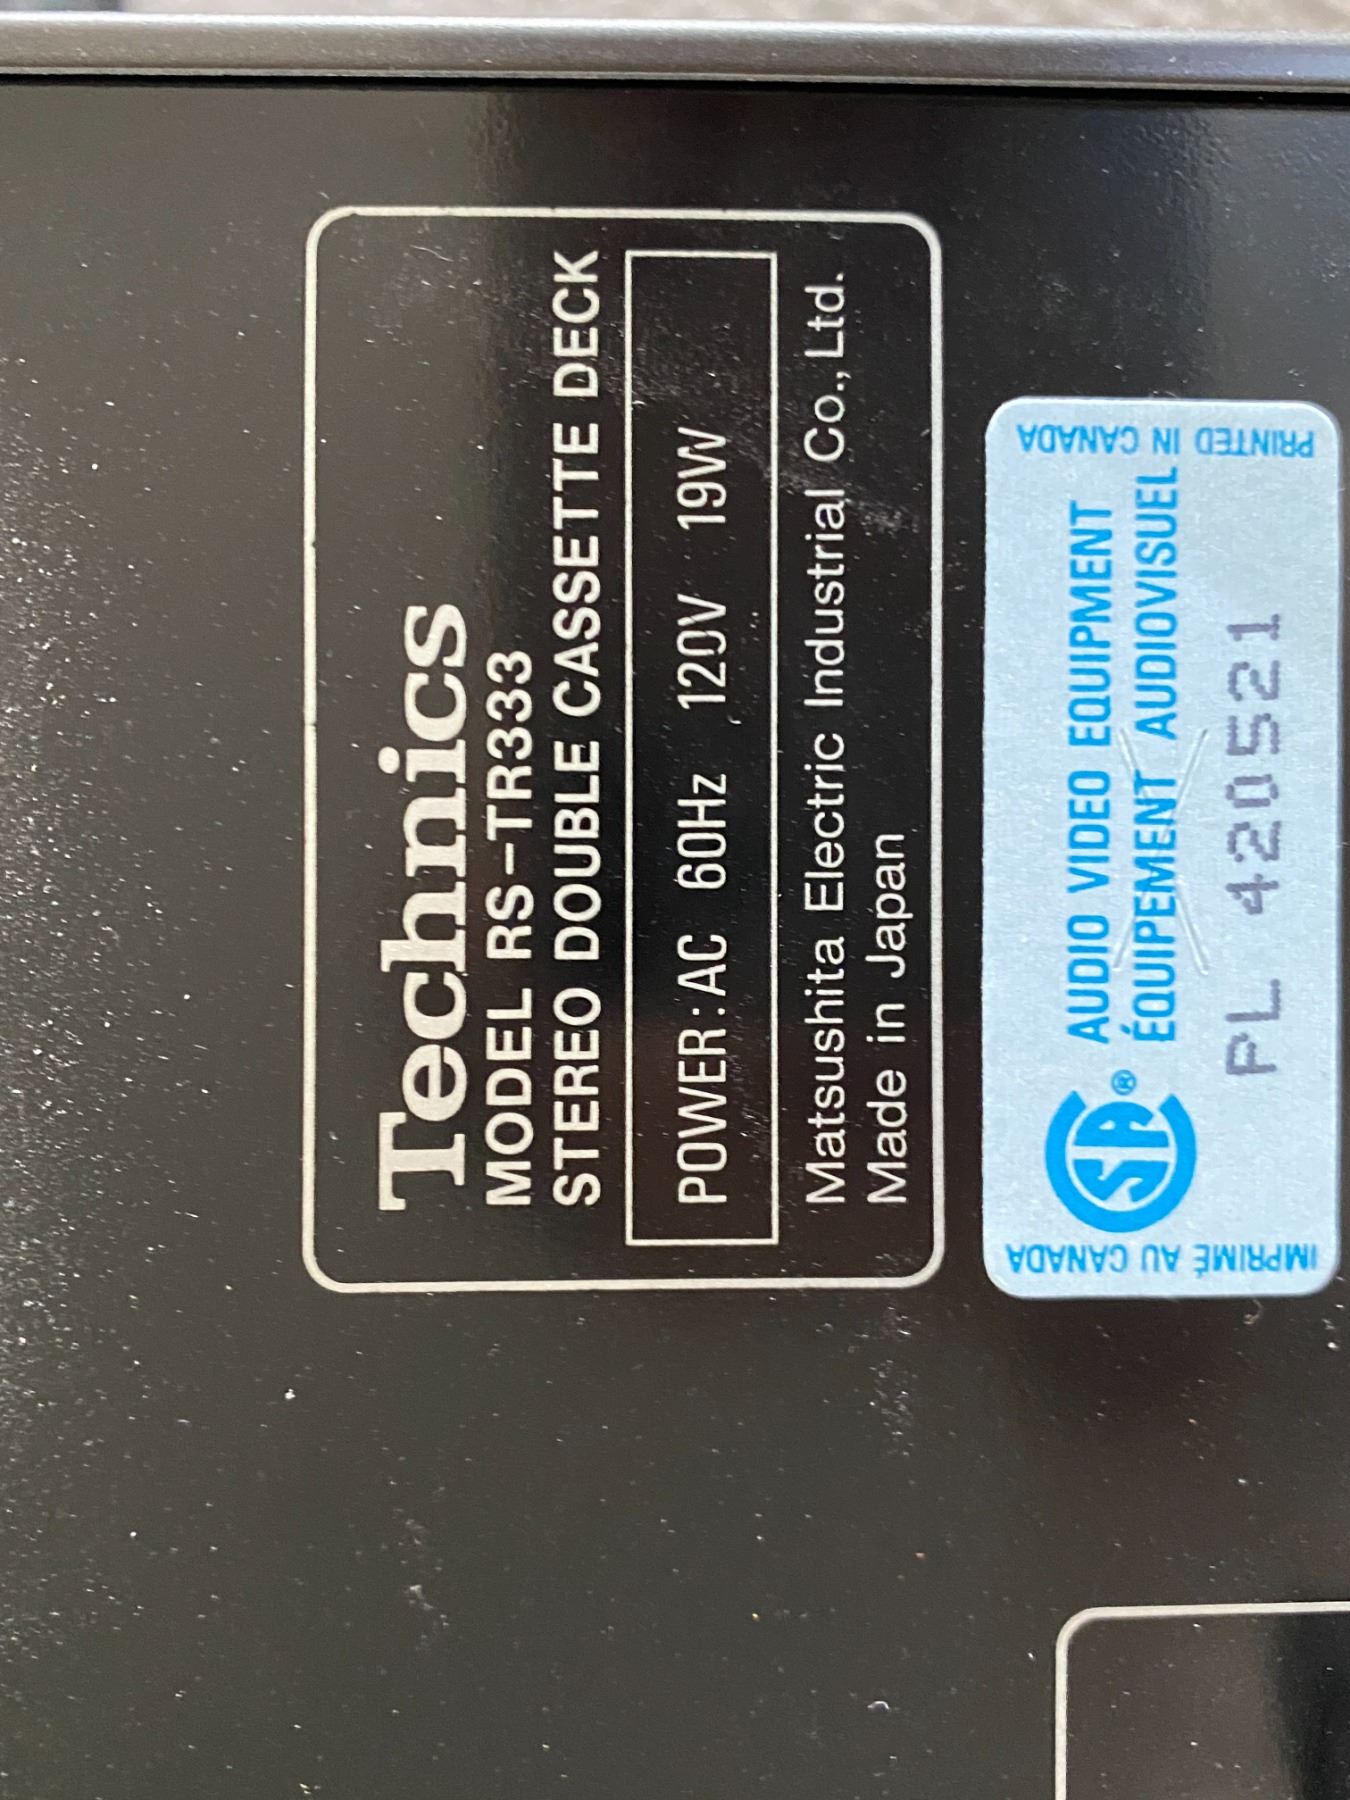 Technics
MODEL RS-TR333
STEREO DOUBLE CASSETTE DECK
POWER: AC 60Hz 120V 19W
Matsushita Electric Industrial Co., Ltd.
Made in Japan
IMPRIMÉ AU CANADA
SA®
AUDIO VIDEO EQUIPMENT
ÉQUIPEMENT AUDIOVISUEL
PL 420521
PRINTED IN CANADA